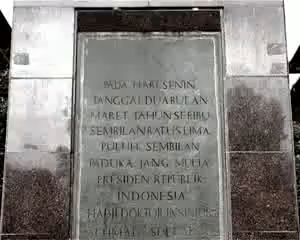 PADA HARI SENIN
TANGGAL DUA BULAN
MARET TAHUN SERIBU
SEMBILAN RATUS LIMA
PULUH SEMBILAN
PADUKA JANG MULIA
PRESIDEN REPUBLIK
INDONESIA
HADJI DOKTOR INSINJUR